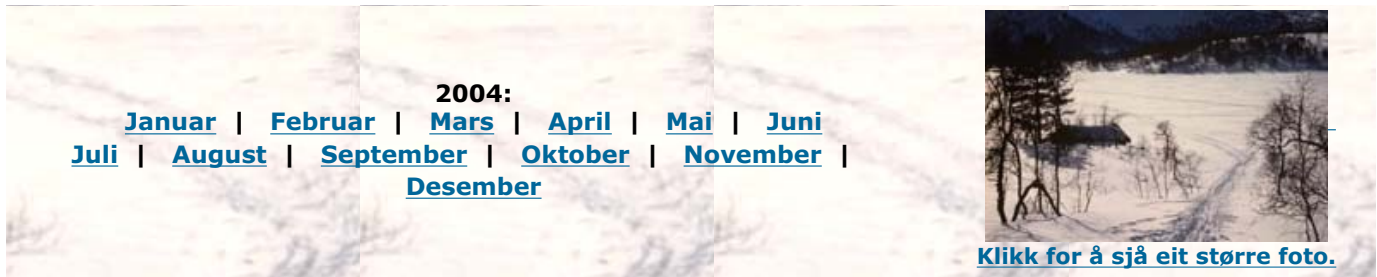 2004:
Januar | Februar | Mars | April | Mai | Juni
Juli | August | September | Oktober | November |
Desember
Klikk for å sjå eit større foto.